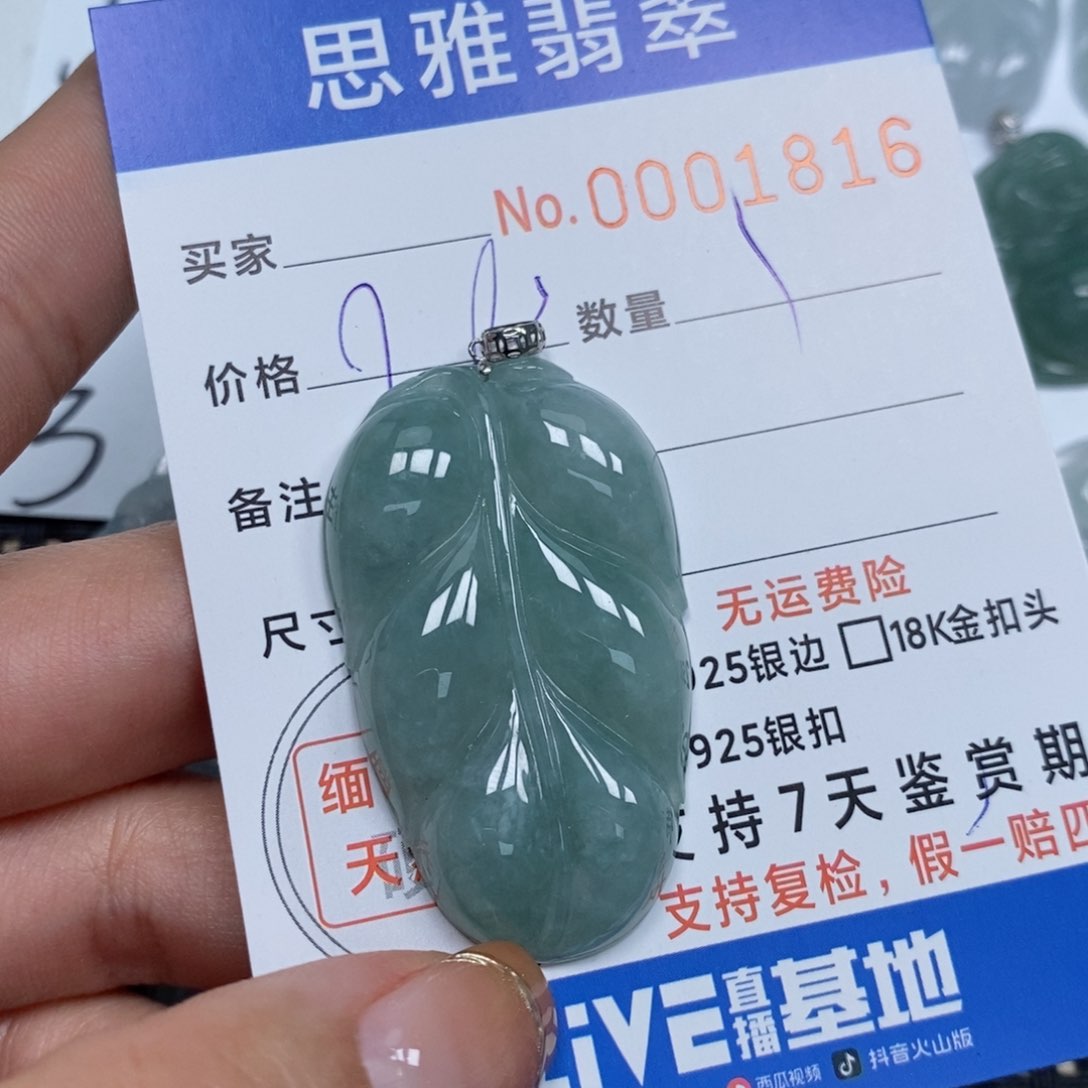 思雅翡翠
No.0001816
买家
价格
数量
备注
尺寸
无运费险
925银边 □18K金扣头
925银扣
支持7天鉴赏期
支持复检，假一赔四
缅
天
LiVE直播基地
西瓜视频 抖音火山版
3